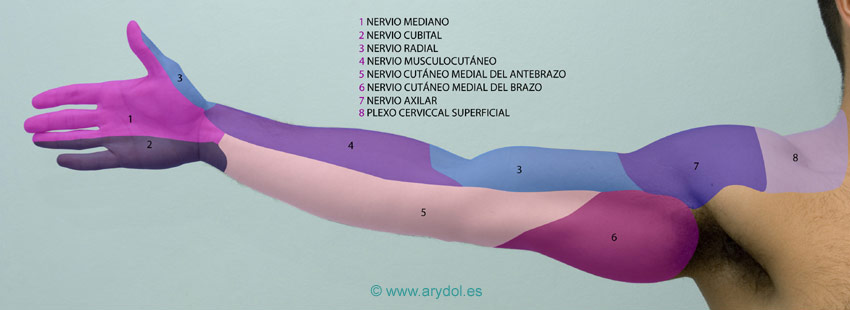 1 NERVIO MEDIANO
2 NERVIO CUBITAL
3 NERVIO RADIAL
4 NERVIO MUSCULOCUTÁNEO
5 NERVIO CUTÁNEO MEDIAL DEL ANTEBRAZO
6 NERVIO CUTÁNEO MEDIAL DEL BRAZO
7 NERVIO AXILAR
8 PLEXO CERVICCAL SUPERFICIAL
3
1
2
4
3
7
8
5
6
© www.arydol.es